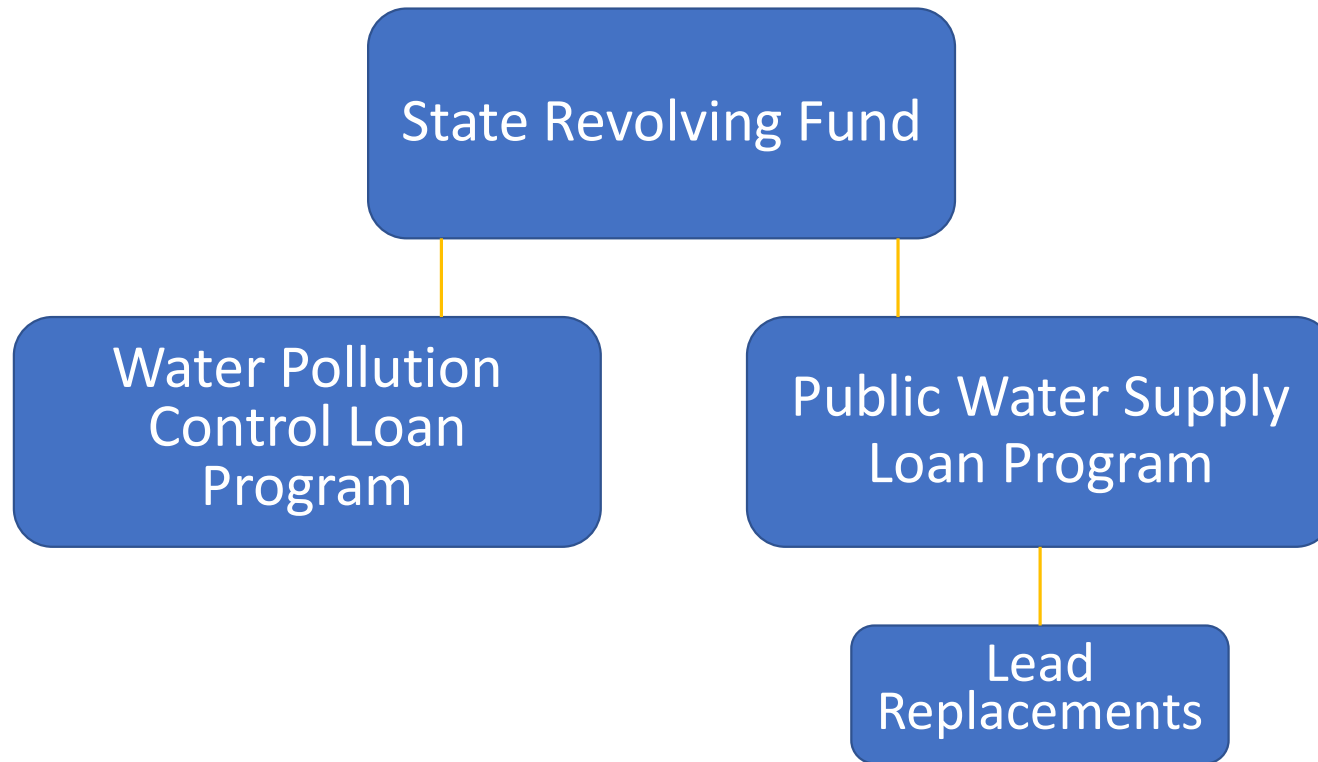 State Revolving Fund
Water Pollution
Control Loan
Program
Public Water Supply
Loan Program
Lead
Replacements